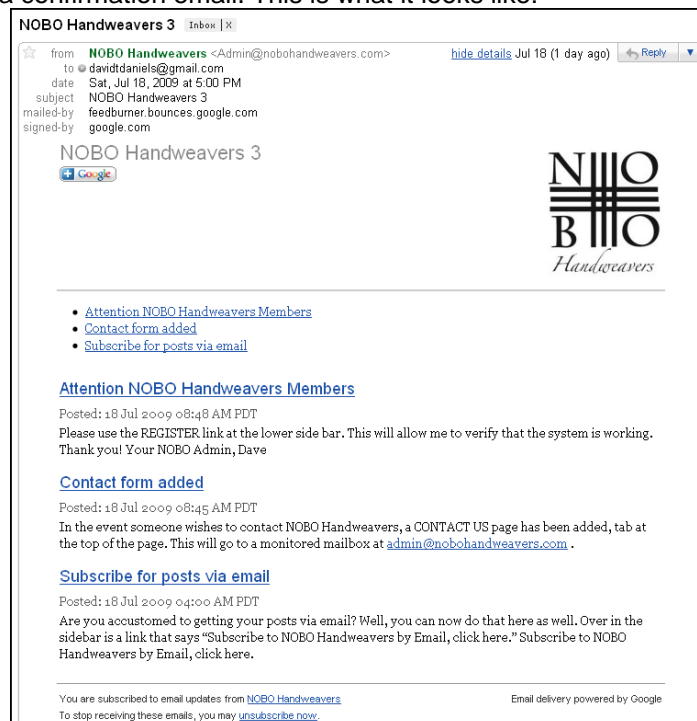 a confirmation email. This is what it looks like:
NOBO Handweavers 3 Inbox | X
from NOBO Handweavers <Admin@nobohandweavers.com> hide details Jul 18 (1 day ago) Reply
to davidtdaniels@gmail.com
date Sat, Jul 18, 2009 at 5:00 PM
subject NOBO Handweavers 3
mailed-by feedburner.bounces.google.com
signed-by google.com
NOBO Handweavers 3
Google
NO
BO
Handweavers
Attention NOBO Handweavers Members
Contact form added
Subscribe for posts via email
Attention NOBO Handweavers Members
Posted: 18 Jul 2009 08:48 AM PDT
Please use the REGISTER link at the lower side bar. This will allow me to verify that the system is working.
Thank you! Your NOBO Admin, Dave
Contact form added
Posted: 18 Jul 2009 08:45 AM PDT
In the event someone wishes to contact NOBO Handweavers, a CONTACT US page has been added, tab at
the top of the page. This will go to a monitored mailbox at admin@nobohandweavers.com .
Subscribe for posts via email
Posted: 18 Jul 2009 04:00 AM PDT
Are you accustomed to getting your posts via email? Well, you can now do that here as well. Over in the
sidebar is a link that says “Subscribe to NOBO Handweavers by Email, click here.” Subscribe to NOBO
Handweavers by Email, click here.
You are subscribed to email updates from NOBO Handweavers Email delivery powered by Google
To stop receiving these emails, you may unsubscribe now.